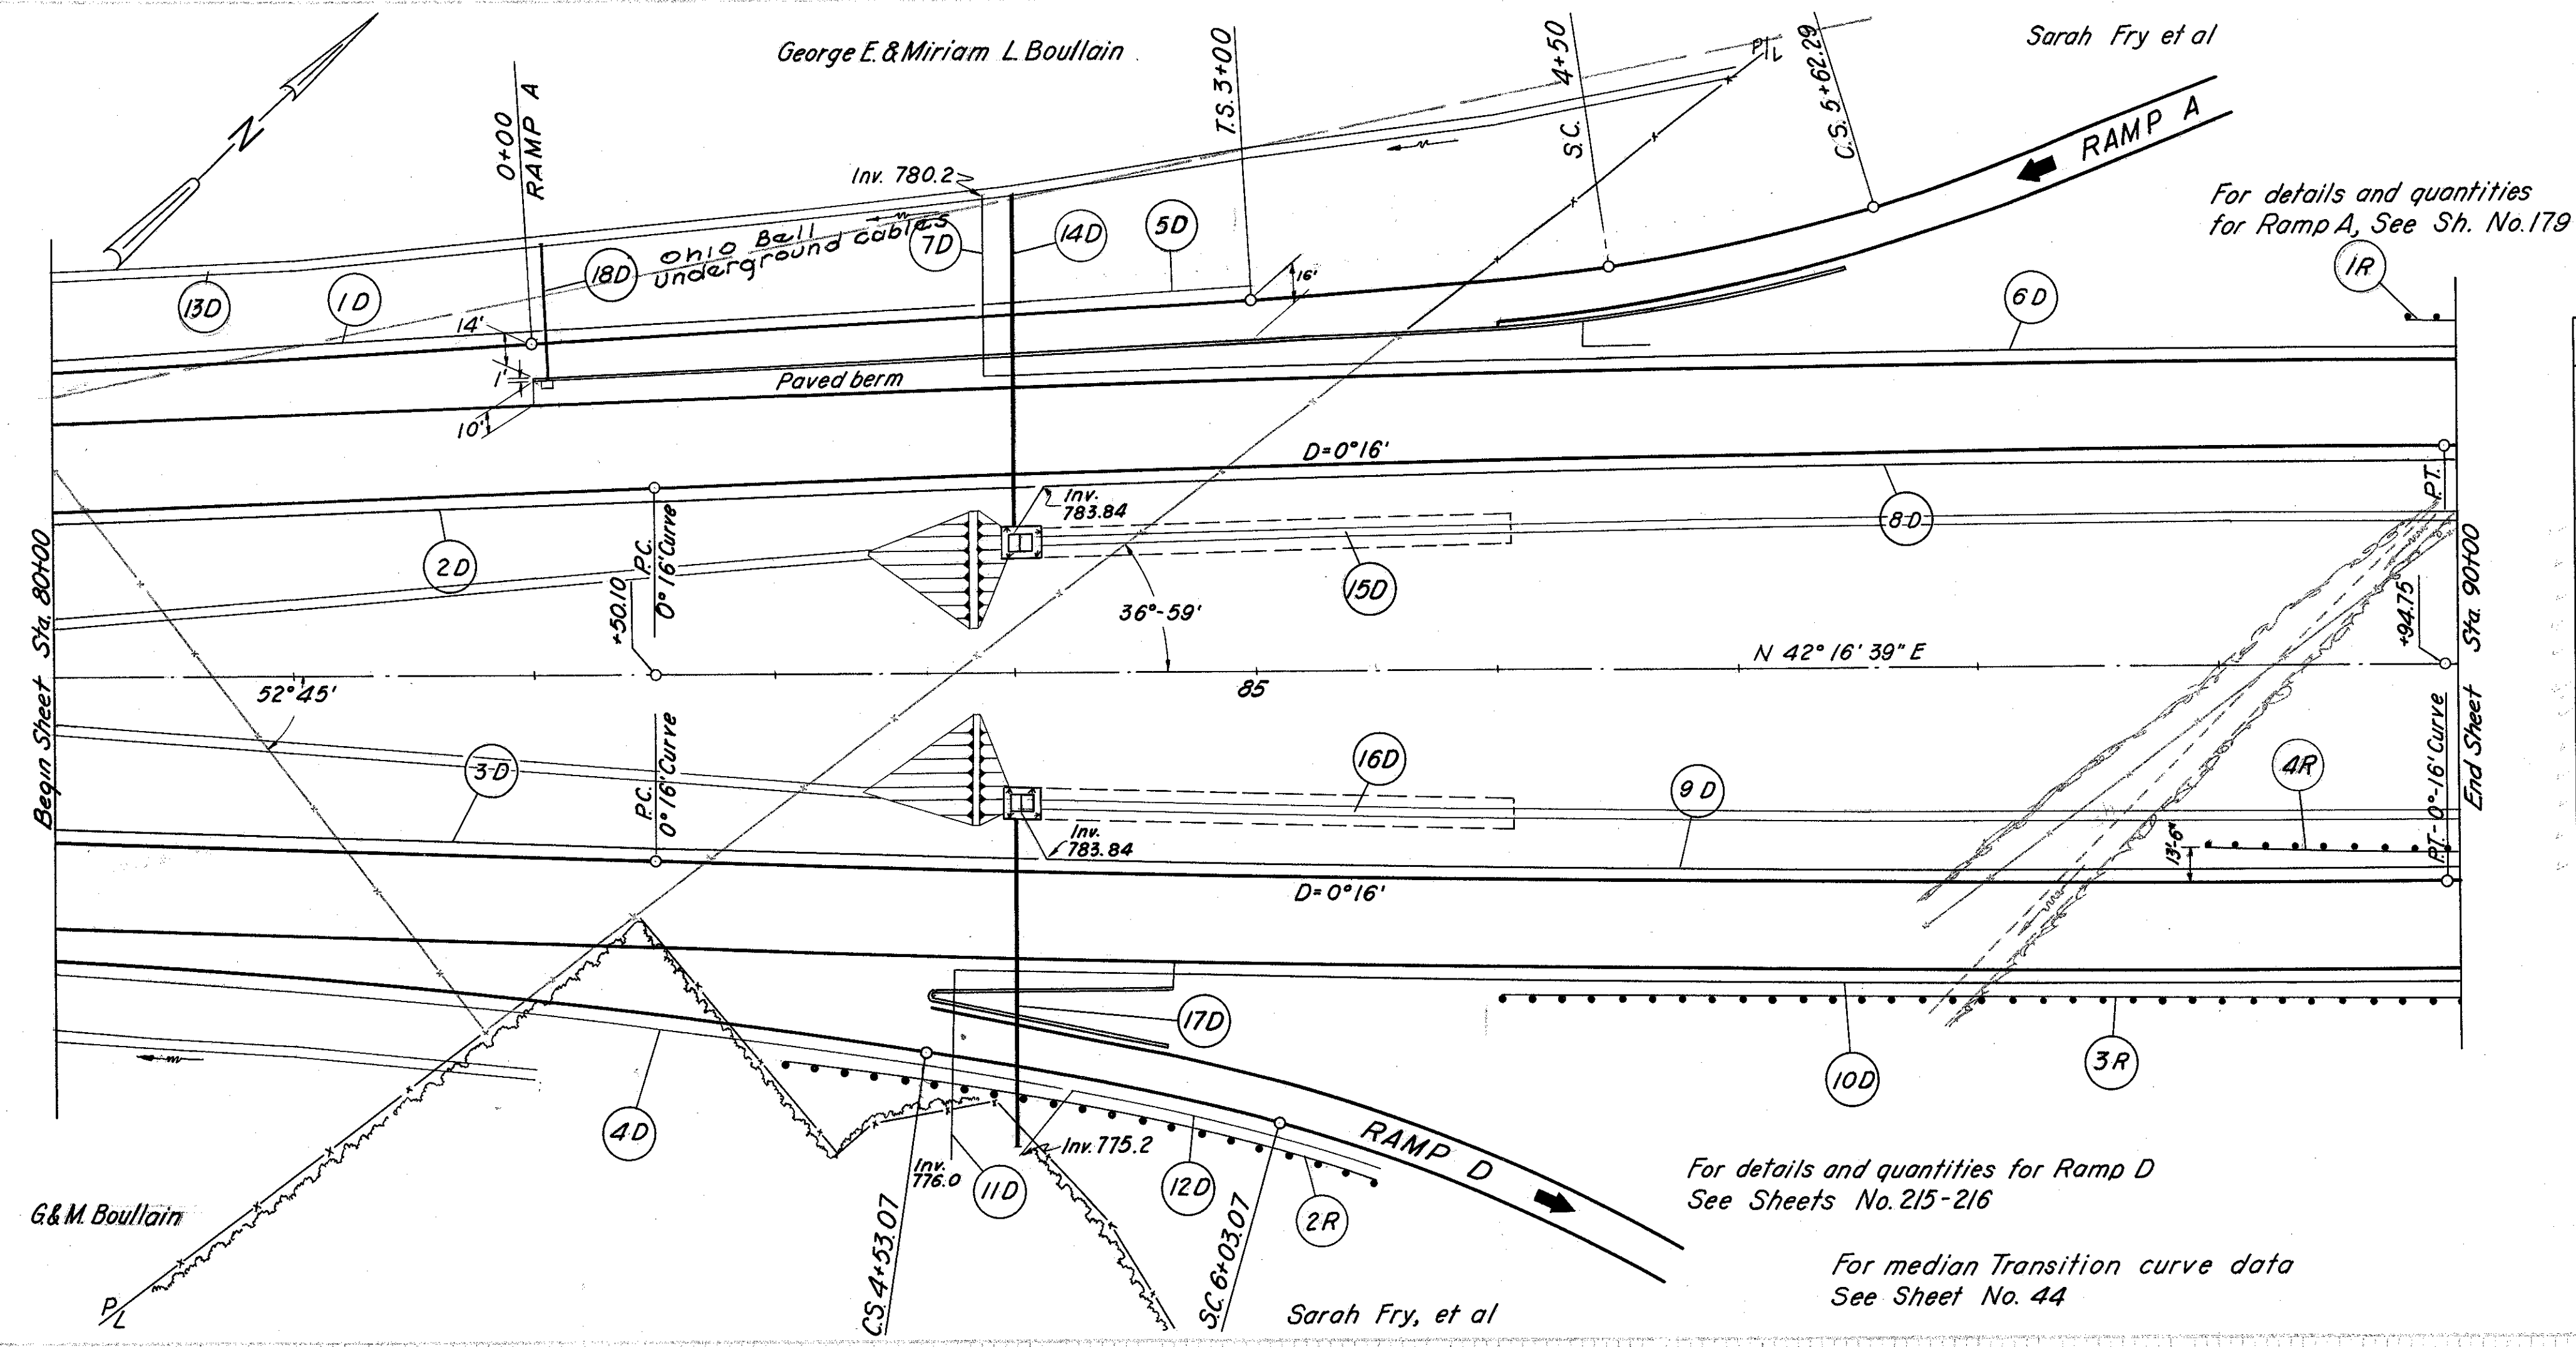 George E. & Miriam L. Boullain
Sarah Fry et al
N
0+00
RAMP A
T.S. 3+00
S.C. 4+50
P/L
C.S. 5+62.29
RAMP A
For details and quantities
for Ramp A, See Sh. No. 179
Inv. 780.2
Ohio Bell
underground cables
13D
1D
18D
7D
14D
5D
16'
6D
1R
14'
1'
10'
Paved berm
D=0°16'
Inv.
783.84
2D
P.C.
0°16' Curve
+50.10
15D
8D
P.T.
36°-59'
Begin Sheet Sta. 80+00
N 42°16'39" E
+94.75
End Sheet Sta. 90+00
52°45'
85
3D
P.C.
0°16' Curve
16D
9D
4R
13'-6"
P.T.-0°-16' Curve
Inv.
783.84
D=0°16'
17D
10D
3R
4D
Inv.
776.0
11D
Inv. 775.2
12D
2R
RAMP D
For details and quantities for Ramp D
See Sheets No. 215-216
G.& M. Boullain
C.S. 4+53.07
S.C. 6+03.07
For median Transition curve data
See Sheet No. 44
P/L
Sarah Fry, et al